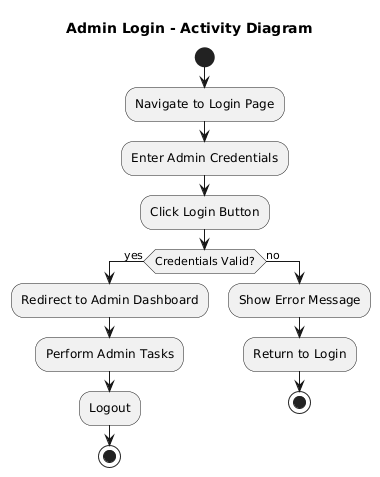 Admin Login - Activity Diagram
Navigate to Login Page
Enter Admin Credentials
Click Login Button
Credentials Valid?
yes
no
Redirect to Admin Dashboard
Show Error Message
Perform Admin Tasks
Return to Login
Logout